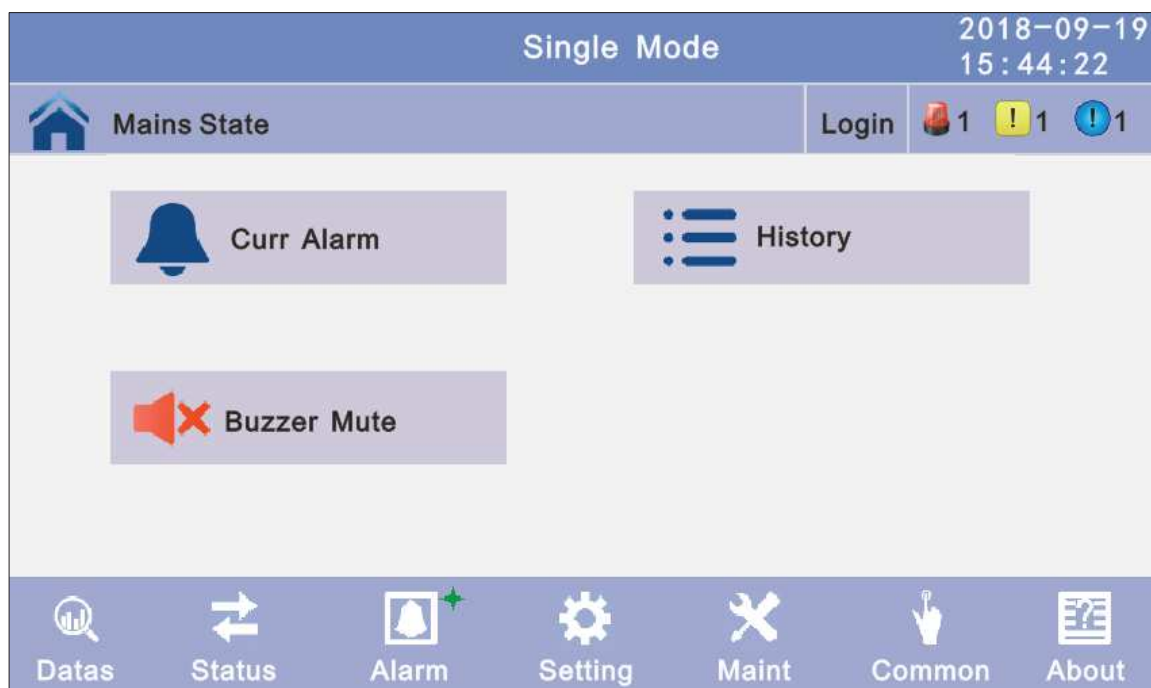 Single Mode
2018-09-19
15:44:22
Mains State
Login
1
! 1
! 1
Curr Alarm
History
Buzzer Mute
?
Datas
Status
Alarm
Setting
Maint
Common
About